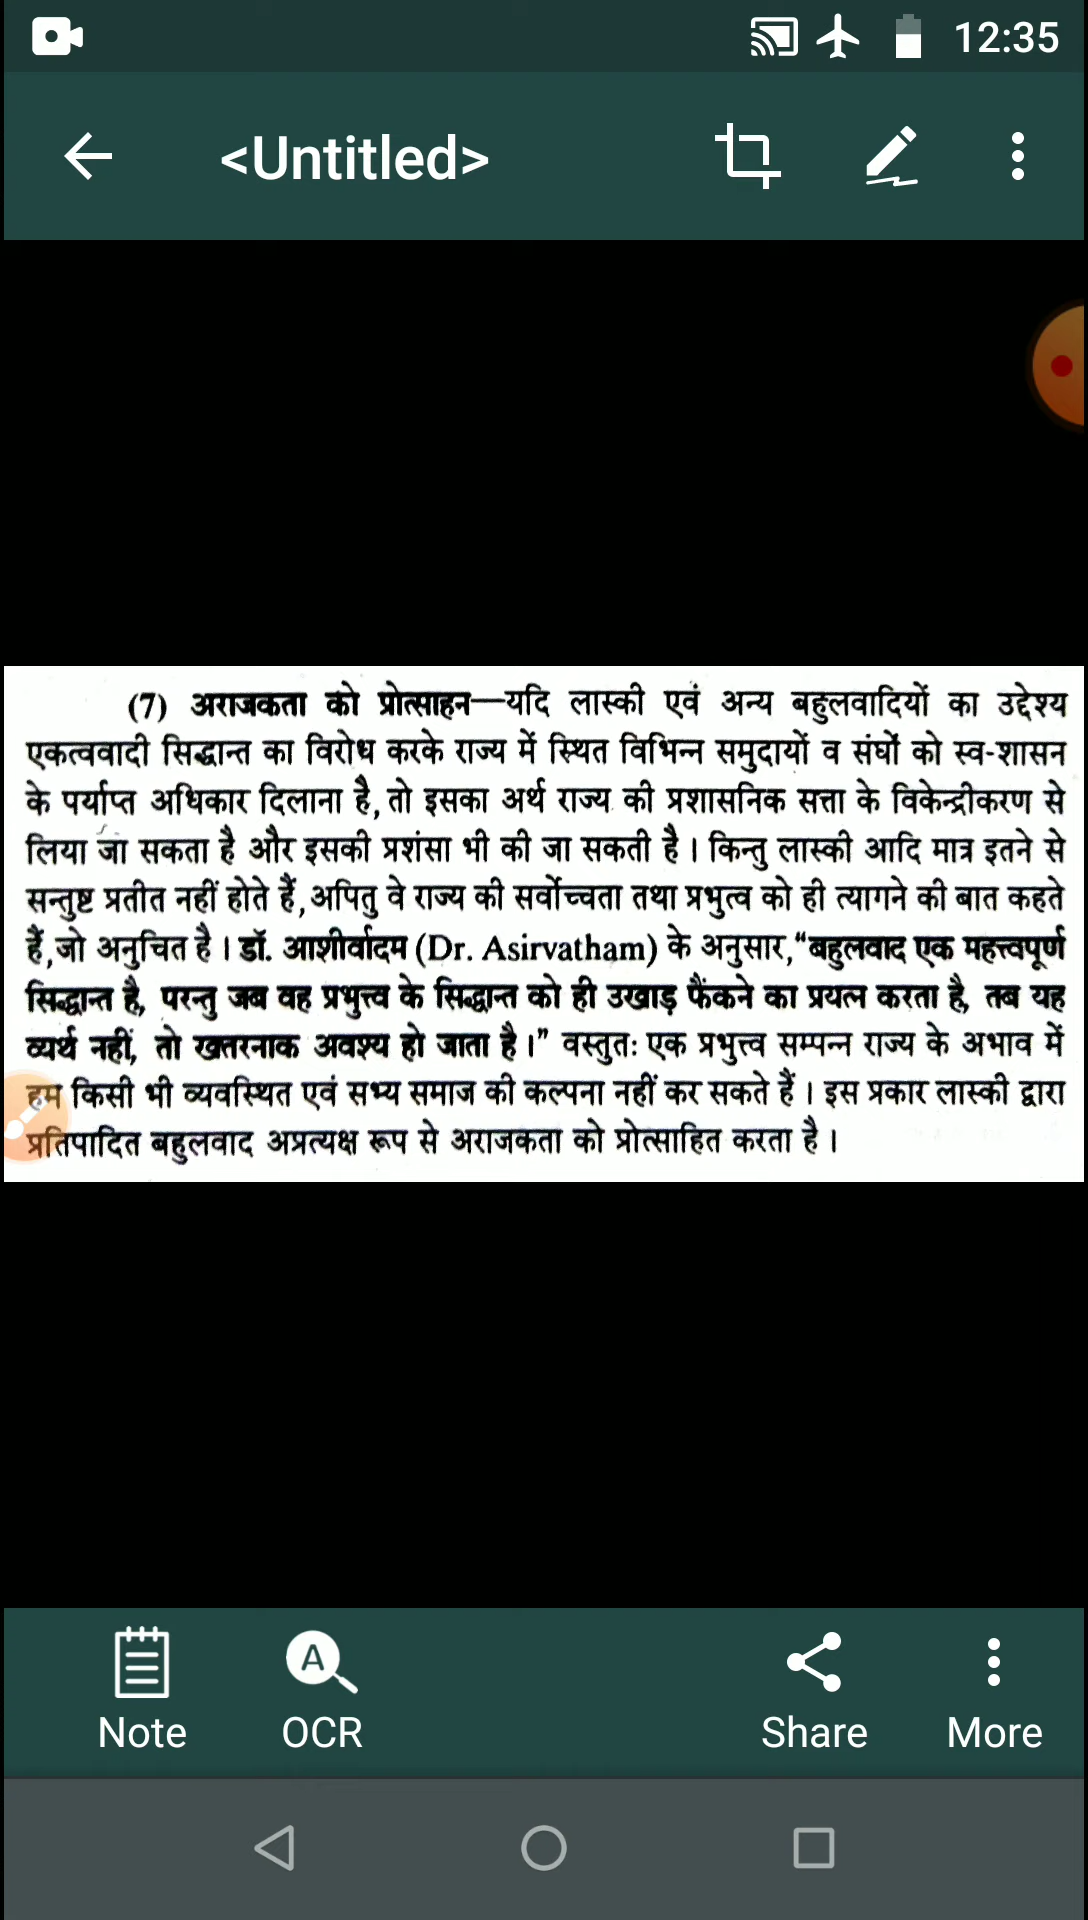 12:35
<Untitled>
(7) अराजकता को प्रोत्साहन—यदि लास्की एवं अन्य बहुलवादियों का उद्देश्य
एकत्ववादी सिद्धान्त का विरोध करके राज्य में स्थित विभिन्न समुदायों व संघों को स्व-शासन
के पर्याप्त अधिकार दिलाना है, तो इसका अर्थ राज्य की प्रशासनिक सत्ता के विकेन्द्रीकरण से
लिया जा सकता है और इसकी प्रशंसा भी की जा सकती है। किन्तु लास्की आदि मात्र इतने से
सन्तुष्ट प्रतीत नहीं होते हैं, अपितु वे राज्य की सर्वोच्चता तथा प्रभुत्व को ही त्यागने की बात कहते
हैं, जो अनुचित है। डॉ. आशीर्वादम (Dr. Asirvatham) के अनुसार, “बहुलवाद एक महत्त्वपूर्ण
सिद्धान्त है, परन्तु जब वह प्रभुत्त्व के सिद्धान्त को ही उखाड़ फैंकने का प्रयत्न करता है, तब यह
व्यर्थ नहीं, तो खतरनाक अवश्य हो जाता है।” वस्तुतः एक प्रभुत्त्व सम्पन्न राज्य के अभाव में
हम किसी भी व्यवस्थित एवं सभ्य समाज की कल्पना नहीं कर सकते हैं। इस प्रकार लास्की द्वारा
प्रतिपादित बहुलवाद अप्रत्यक्ष रूप से अराजकता को प्रोत्साहित करता है।
A
Note OCR Share More